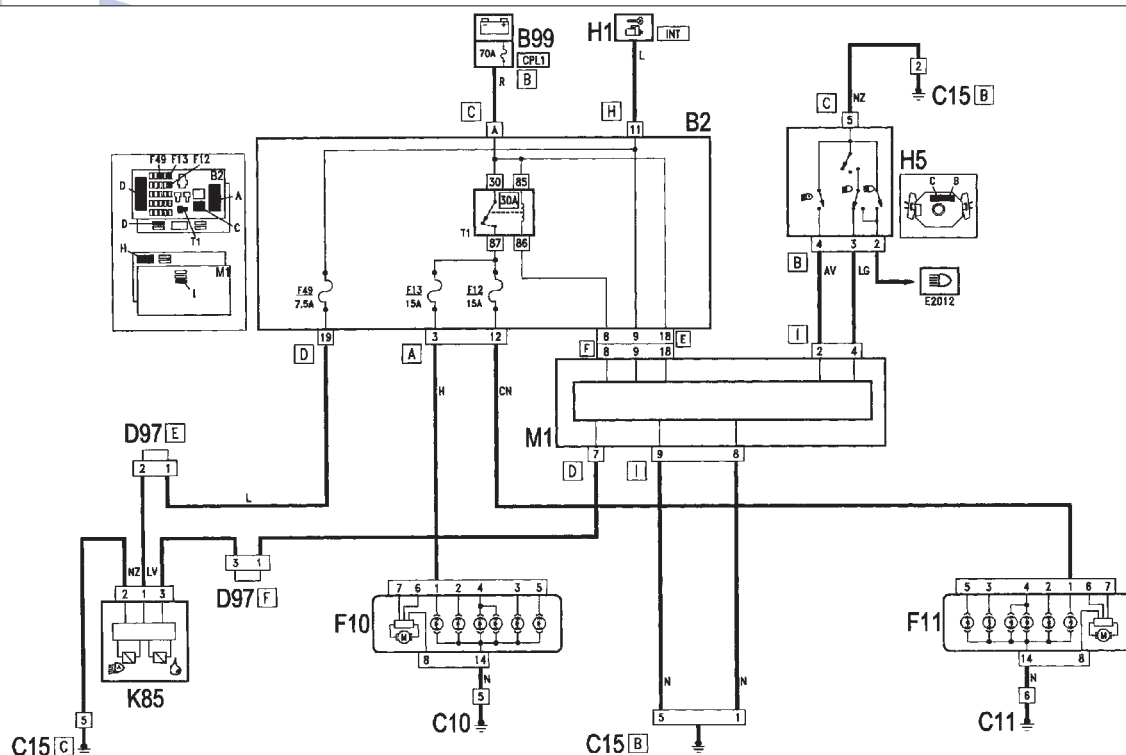 B99
70A
CPL1
B
R
H1
INT
L
C
A
H
11
B2
2
C15 B
NZ
C
5
H5
C B
F49 F13 F12
D
B2
A
D
T1
C
H
M1
I
30 85
30A
T1
87 86
F49
7,5A
F13
15A
F12
15A
4 3 2
B
AV
LG
E2012
I
2 4
19
D
A
3 12
8 9 18
E
F
8 9 18
H
CN
M1
7
D
I
9 8
D97 E
2 1
L
3 1
D97 F
NZ
LV
2 1 3
K85
5
C15 C
7 6 1 2 4 3 5
F10
M
8 14
N
5
C10
N
N
5 1
C15 B
5 3 4 2 1 6 7
F11
M
14 8
N
6
C11